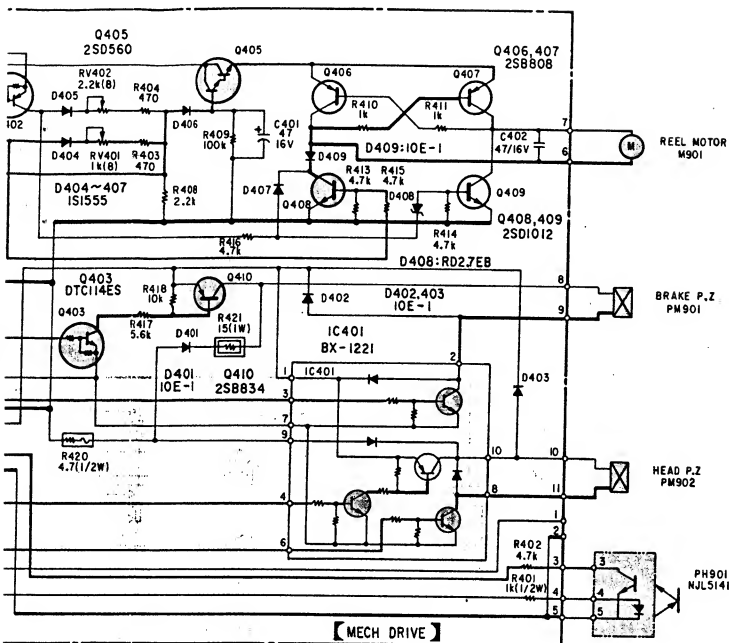 Q405
2SD560
Q405
Q406,407
2SB808
RV402
2.2k(B)
R404
470
D405
Q406
Q407
402
D406
R409
100k
C401
47
16V
R410
1k
R411
1k
C402
47/16V
7
6
M
REEL MOTOR
M901
D404
RV401
1k(B)
R403
470
D409
D409:10E-1
D404~407
1S1555
R408
2.2k
D407
Q408
R413
4.7k
R415
4.7k
D408
Q409
R416
4.7k
R414
4.7k
Q408,409
2SD1012
D408:RD2.7EB
Q403
DTC114ES
R418
10k
Q410
8
Q403
R417
5.6k
R421
15(1W)
D402
D402,403
10E-1
9
BRAKE P.Z
PM901
D401
IC401
BX-1221
2
D401
10E-1
Q410
2SB834
1
IC401
D403
3
7
9
R420
4.7(1/2W)
10
10
HEAD P.Z
PM902
4
8
11
6
1
2
R402
4.7k
3
3
R401
1k(1/2W)
4
4
5
5
PH901
NJL5141
【MECH DRIVE】